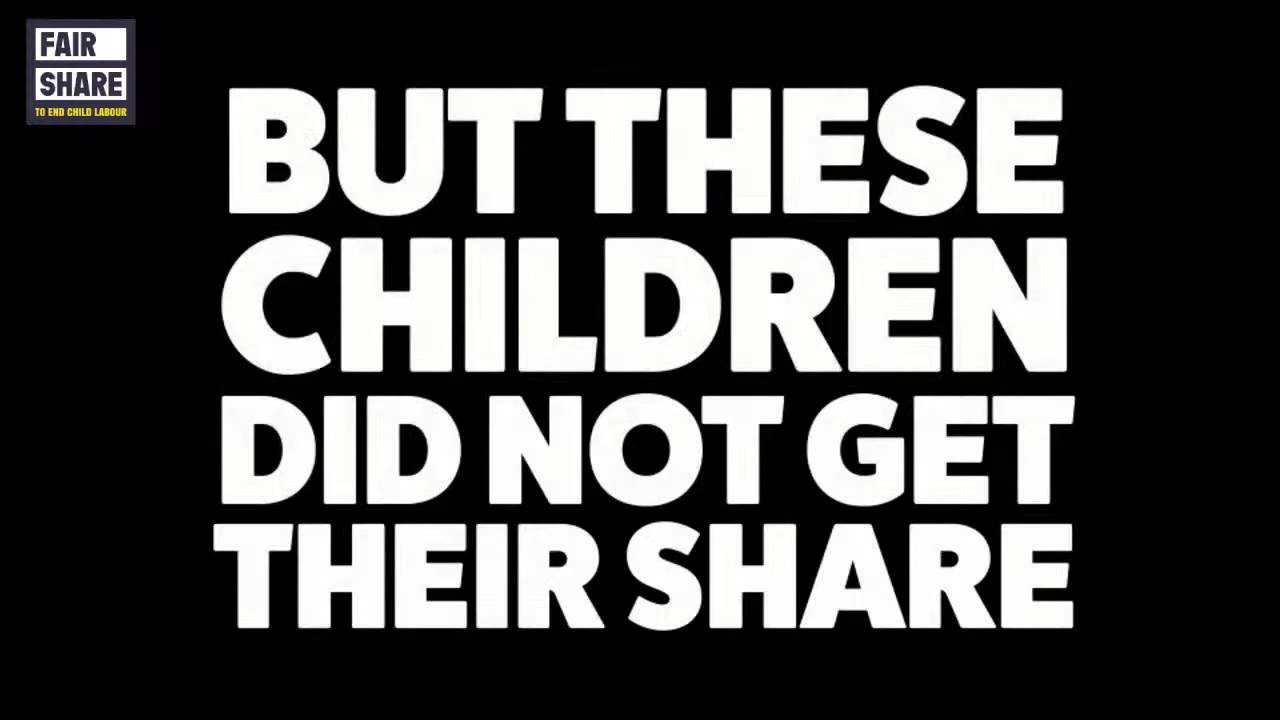 FAIR
SHARE
TO END CHILD LABOUR
BUT THESE
CHILDREN
DID NOT GET
THEIR SHARE